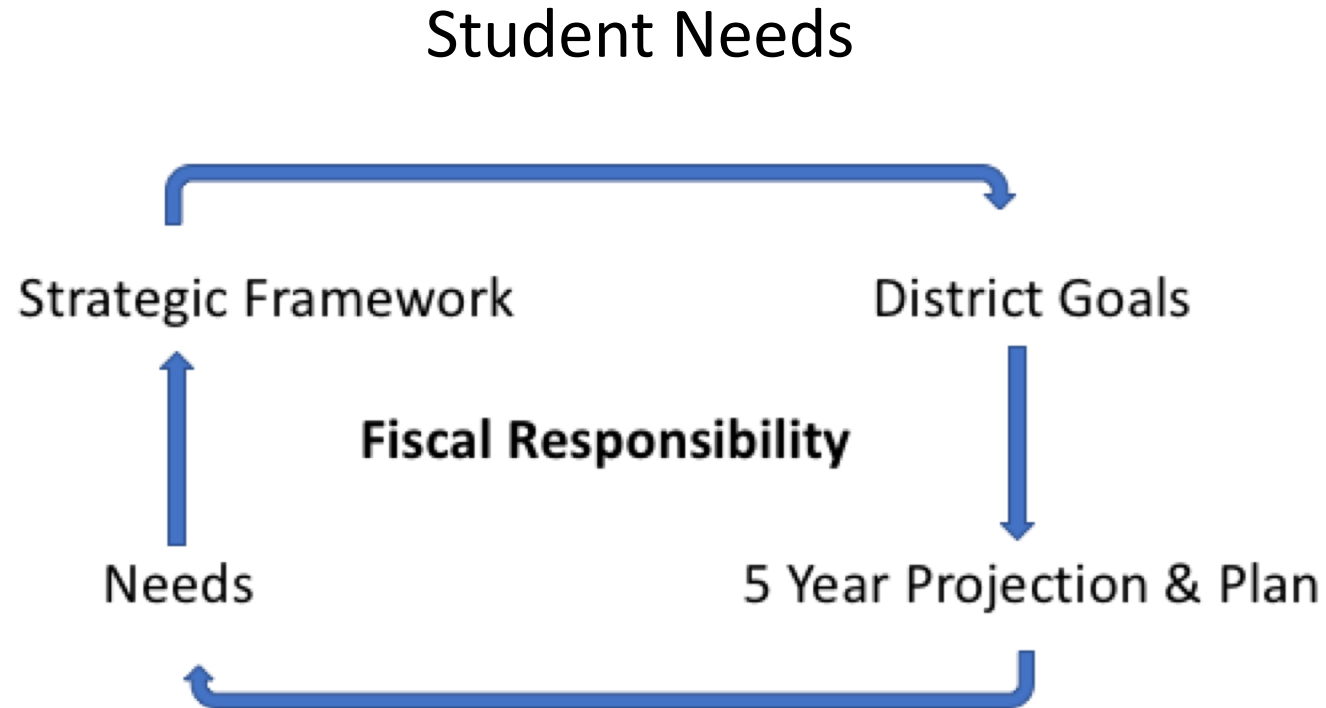 Student Needs
Strategic Framework
District Goals
Fiscal Responsibility
Needs
5 Year Projection & Plan